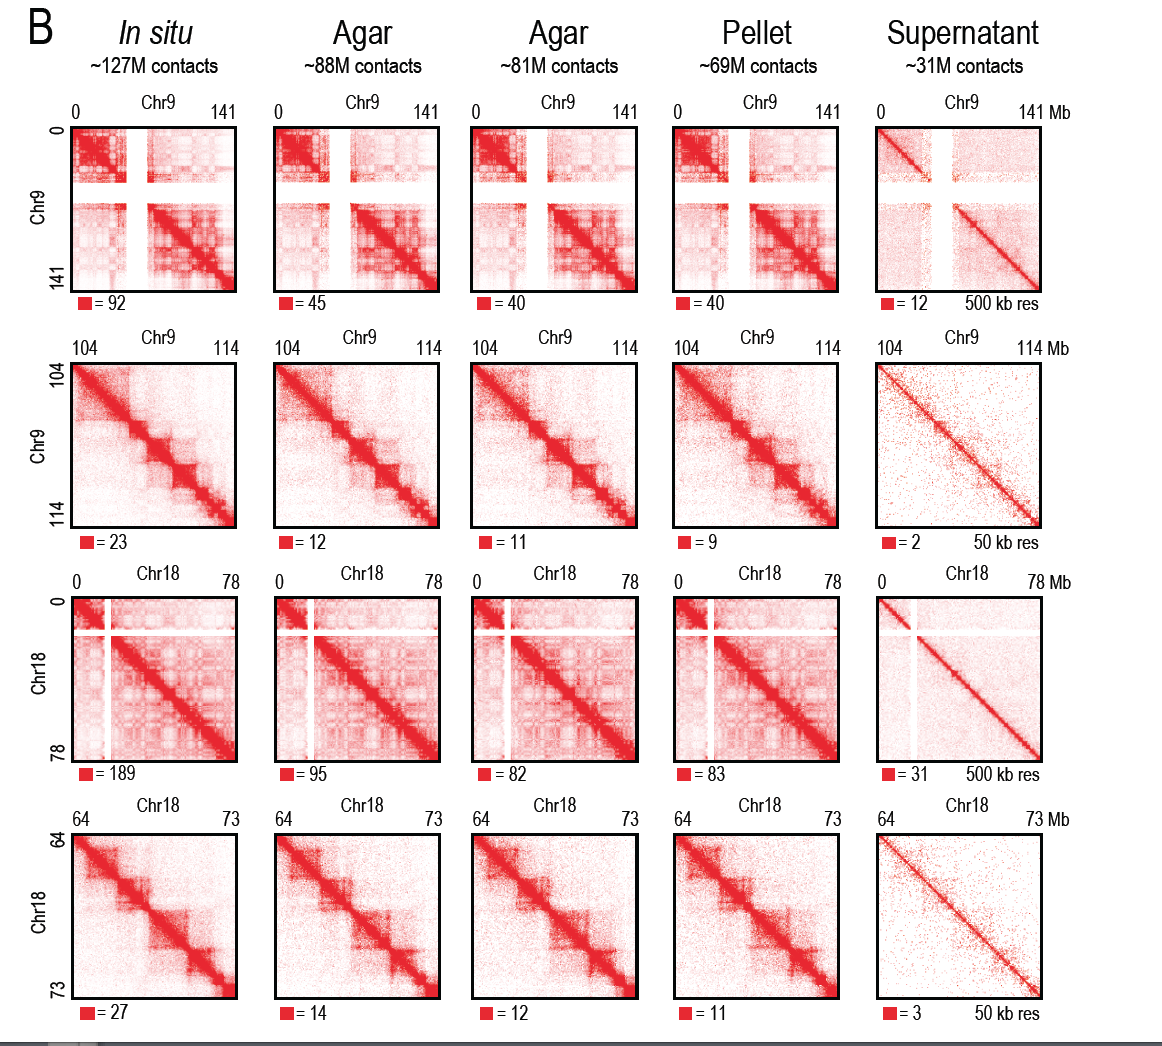 B
In situ Agar Agar Pellet Supernatant
~127M contacts ~88M contacts ~81M contacts ~69M contacts ~31M contacts
Chr9 Chr9 Chr9 Chr9 Chr9
0 141 0 141 0 141 0 141 0 141 Mb
0
Chr9
141
= 92 = 45 = 40 = 40 = 12 500 kb res
Chr9 Chr9 Chr9 Chr9 Chr9
104 114 104 114 104 114 104 114 104 114 Mb
104
Chr9
114
= 23 = 12 = 11 = 9 = 2 50 kb res
Chr18 Chr18 Chr18 Chr18 Chr18
0 78 0 78 0 78 0 78 0 78 Mb
0
Chr18
78
= 189 = 95 = 82 = 83 = 31 500 kb res
Chr18 Chr18 Chr18 Chr18 Chr18
64 73 64 73 64 73 64 73 64 73 Mb
64
Chr18
73
= 27 = 14 = 12 = 11 = 3 50 kb res